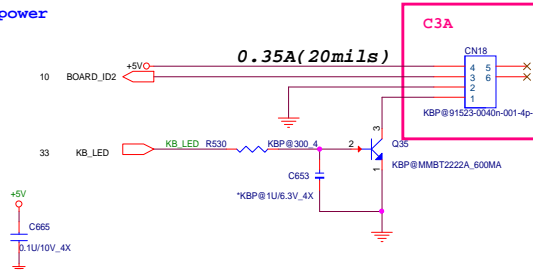 power
C3A
CN18
+5V
0.35A(20mils)
10 BOARD_ID2
4 5
3 6
2
1
KBP@91523-0040n-001-4p-
33 KB_LED
KB_LED R530 KBP@300_4
2 3 1
Q35
KBP@MMBT2222A_600MA
C653
*KBP@1U/6.3V_4X
+5V
C665
0.1U/10V_4X